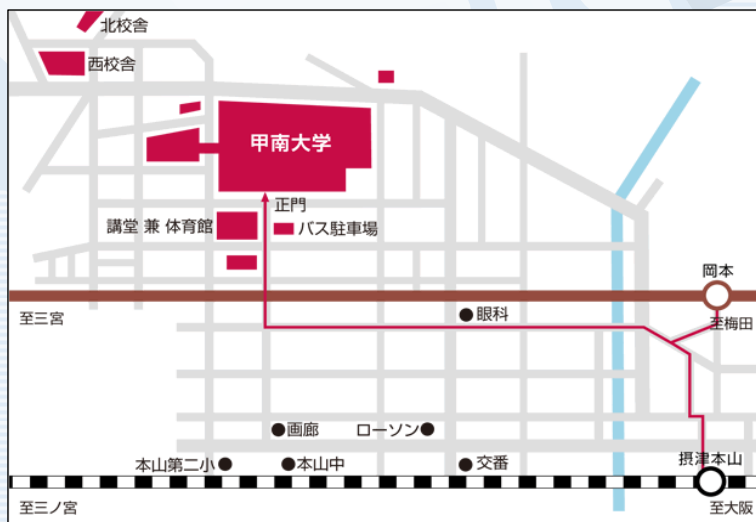 北校舎
西校舎
甲南大学
正門
講堂 兼 体育館
バス駐車場
岡本
至三宮
眼科
至梅田
画廊
ローソン
本山第二小
本山中
交番
摂津本山
至三ノ宮
至大阪